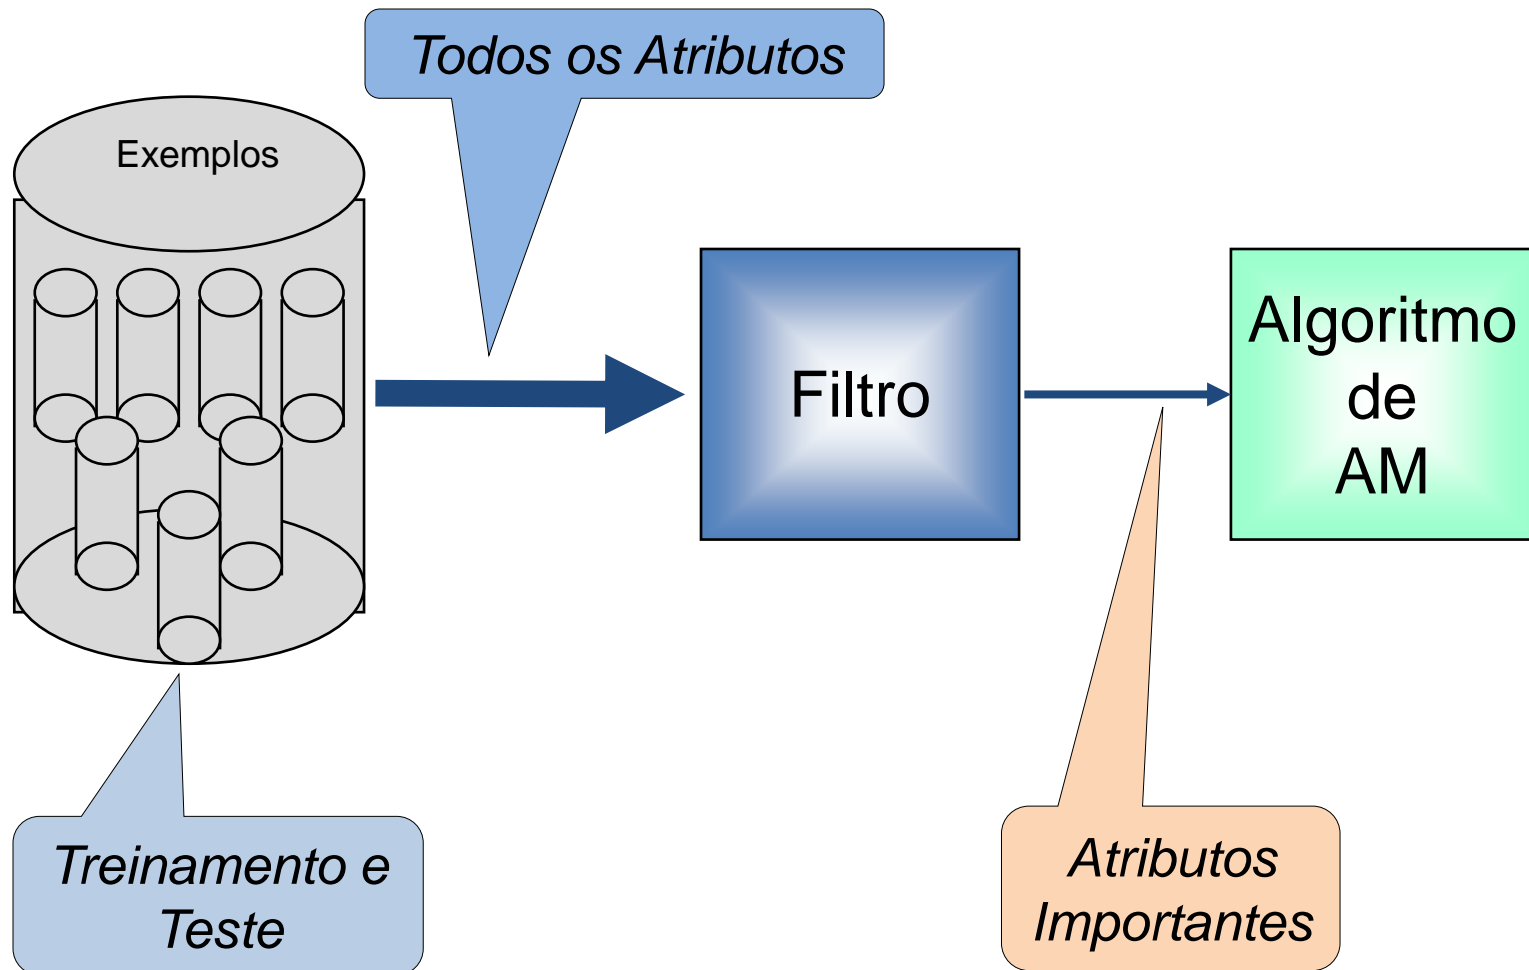 Todos os Atributos
Exemplos
Filtro
Algoritmo
de
AM
Treinamento e
Teste
Atributos
Importantes